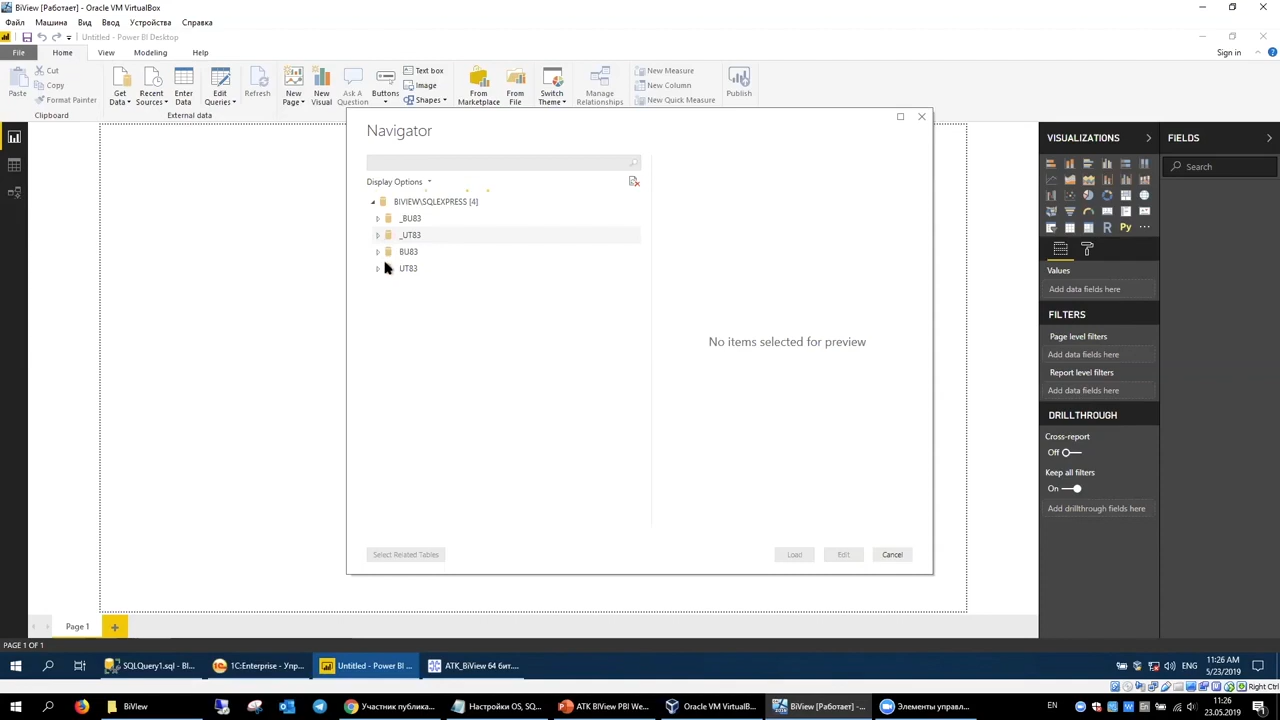 BiView [Работает] - Oracle VM VirtualBox
Файл Машина Вид Ввод Устройства Справка
Untitled - Power BI Desktop
File Home View Modeling Help Sign in
Paste
Cut
Copy
Format Painter
Get Data
Recent Sources
Enter Data
Edit Queries
Refresh
New Page
New Visual
Ask A Question
Buttons
Text box
Image
Shapes
From Marketplace
From File
Switch Theme
Manage Relationships
New Measure
New Column
New Quick Measure
Publish
Clipboard
External data
Navigator
Display Options
BIVIEW\SQLEXPRESS [4]
_BU83
_UT83
BU83
UT83
No items selected for preview
Select Related Tables
Load
Edit
Cancel
VISUALIZATIONS
R Py
Values
Add data fields here
FILTERS
Page level filters
Add data fields here
Report level filters
Add data fields here
DRILLTHROUGH
Cross-report
Off
Keep all filters
On
Add drillthrough fields here
FIELDS
Search
Page 1
PAGE 1 OF 1
SQLQuery1.sql - BI...
1C:Enterprise - Упр...
Untitled - Power BI ...
ATK_BiView 64 бит....
ENG
11:26 AM
5/23/2019
Right Ctrl
BiView
Участник публика...
Настройки ОS, SQ...
ATK BiView PBI We...
Oracle VM VirtualB...
BiView [Работает] -...
Элементы управл...
EN
11:26
23.05.2019